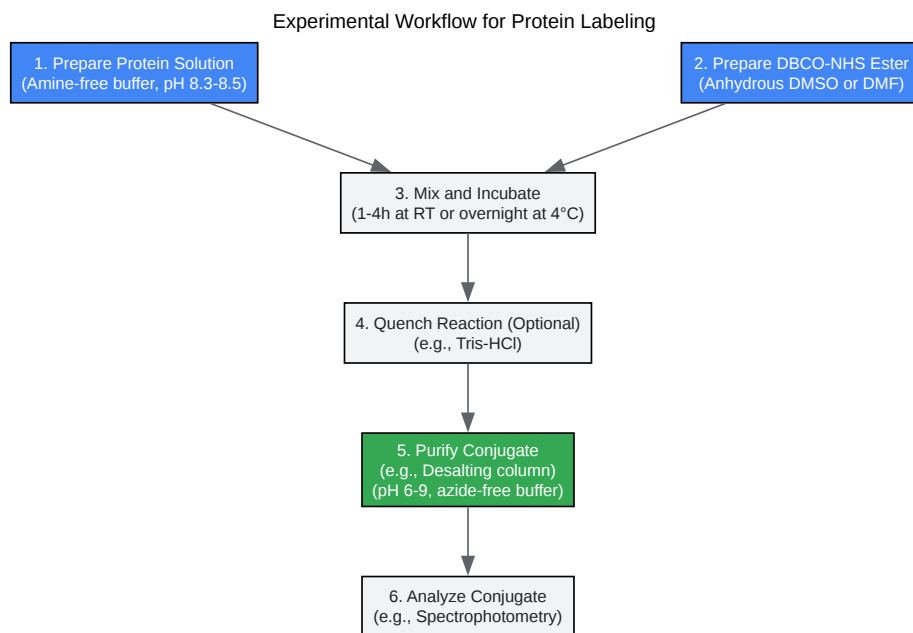 Experimental Workflow for Protein Labeling
1. Prepare Protein Solution
(Amine-free buffer, pH 8.3-8.5)
2. Prepare DBCO-NHS Ester
(Anhydrous DMSO or DMF)
3. Mix and Incubate
(1-4h at RT or overnight at 4°C)
4. Quench Reaction (Optional)
(e.g., Tris-HCl)
5. Purify Conjugate
(e.g., Desalting column)
(pH 6-9, azide-free buffer)
6. Analyze Conjugate
(e.g., Spectrophotometry)